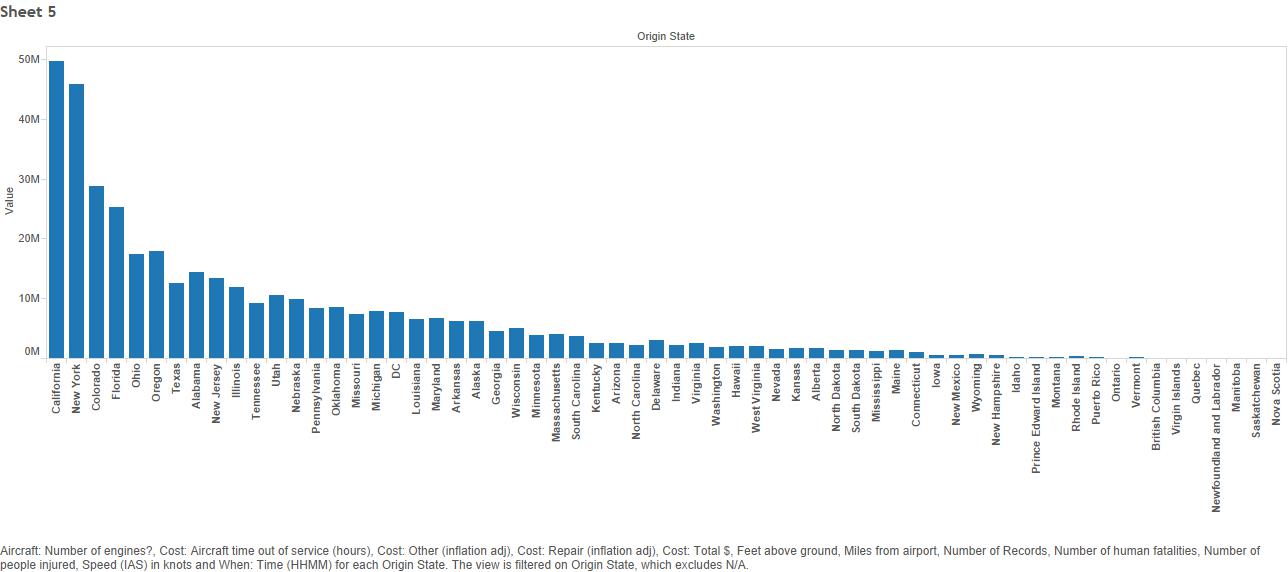 Sheet 5
Origin State
50M
40M
30M
20M
10M
0M
Value
California
New York
Colorado
Florida
Ohio
Oregon
Texas
Alabama
New Jersey
Illinois
Tennessee
Utah
Nebraska
Pennsylvania
Oklahoma
Missouri
Michigan
DC
Louisiana
Maryland
Arkansas
Alaska
Georgia
Wisconsin
Minnesota
Massachusetts
South Carolina
Kentucky
Arizona
North Carolina
Delaware
Indiana
Virginia
Washington
Hawaii
West Virginia
Nevada
Kansas
Alberta
North Dakota
South Dakota
Mississippi
Maine
Connecticut
Iowa
New Mexico
Wyoming
New Hampshire
Idaho
Prince Edward Island
Montana
Rhode Island
Puerto Rico
Ontario
Vermont
British Columbia
Virgin Islands
Quebec
Newfoundland and Labrador
Manitoba
Saskatchewan
Nova Scotia
Aircraft: Number of engines?, Cost: Aircraft time out of service (hours), Cost: Other (inflation adj), Cost: Repair (inflation adj), Cost: Total $, Feet above ground, Miles from airport, Number of Records, Number of human fatalities, Number of
people injured, Speed (IAS) in knots and When: Time (HHMM) for each Origin State. The view is filtered on Origin State, which excludes N/A.